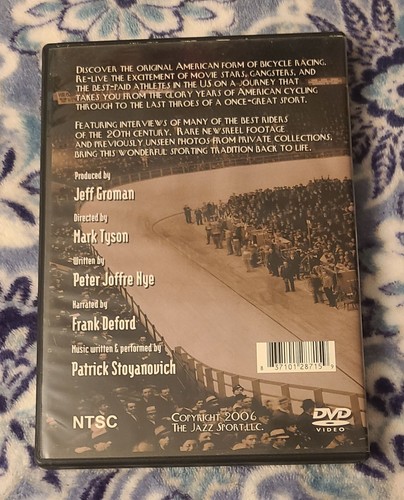 Discover the original American form of bicycle racing.
Re-live the excitement of movie stars, gangsters, and
the best-paid athletes in the US on a journey that
takes you from the glory years of American cycling
through to the last throes of a once-great sport.
Featuring interviews of many of the best riders
of the 20th century. Rare newsreel footage
and previously unseen photos from private collections,
bring this wonderful sporting tradition back to life.
Produced by
Jeff Groman
Directed by
Mark Tyson
Written by
Peter Joffre Nye
Narrated by
Frank Deford
Music written & performed by
Patrick Stoyanovich
8 37101 28715 9
NTSC
Copyright 2006
The Jazz Sport, LLC.
DVD
VIDEO